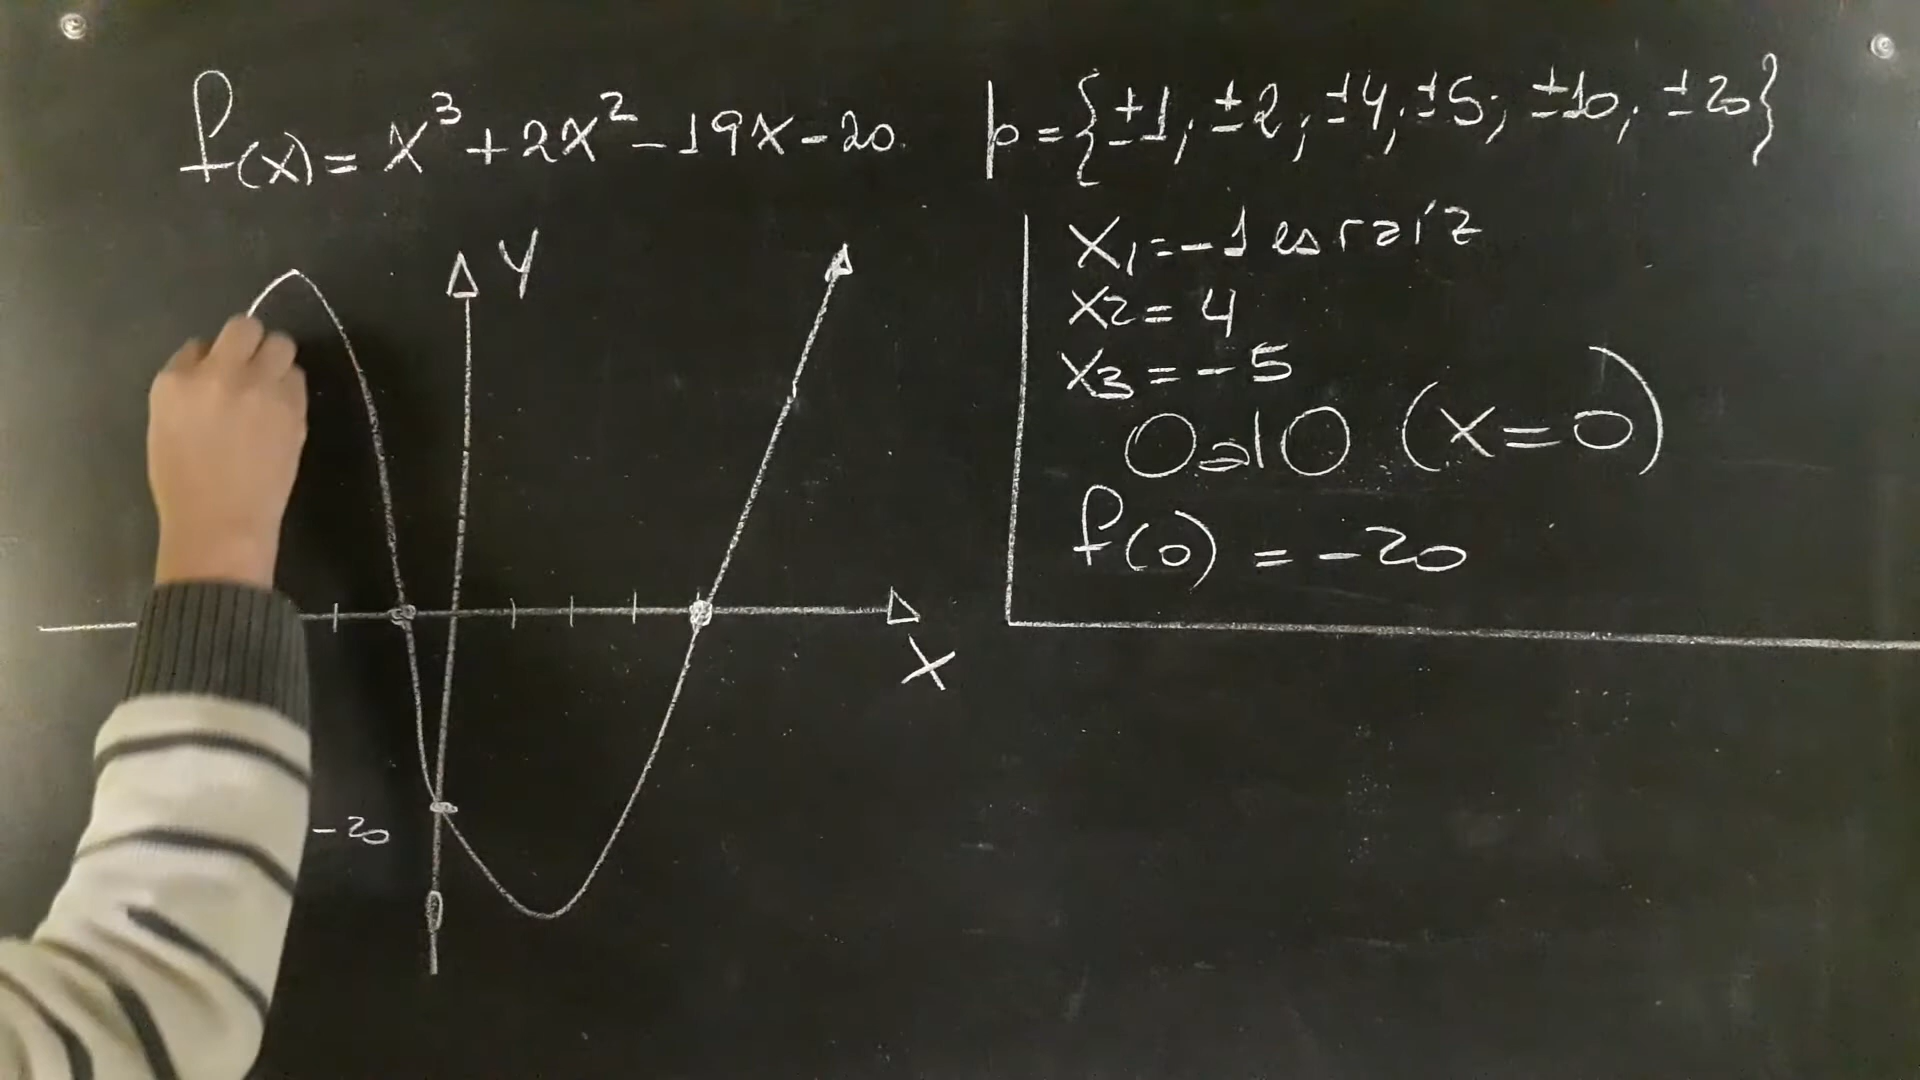 f(x) = x³ + 2x² - 19x - 20
p = {±1, ±2, ±4, ±5; ±10, ±20}
x1 = -1 es raíz
x2 = 4
x3 = -5
OalO (x=0)
f(0) = -20
Y
X
-20